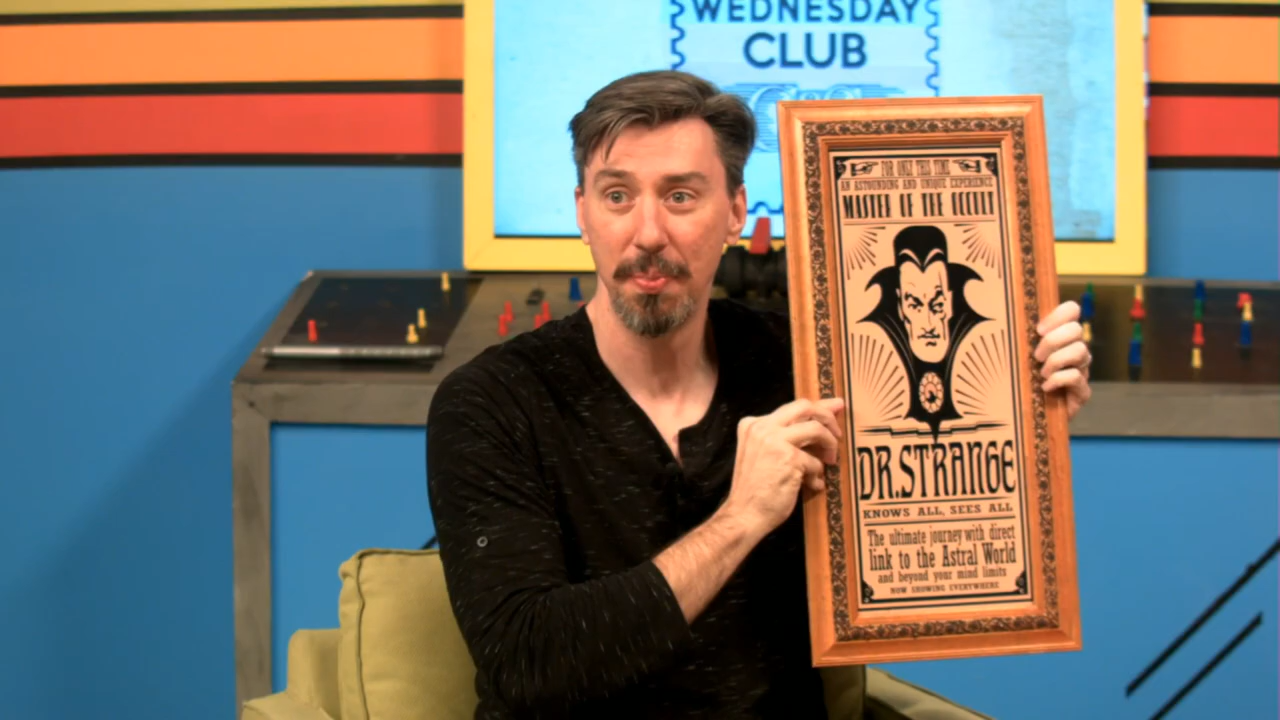 WEDNESDAY
CLUB
FOR ONLY THIS TIME
AN ASTOUNDING AND UNIQUE EXPERIENCE
MASTER OF THE OCCULT
DR. STRANGE
KNOWS ALL, SEES ALL
The ultimate journey with direct
link to the Astral World
and beyond your mind limits
NOW SHOWING EVERYWHERE